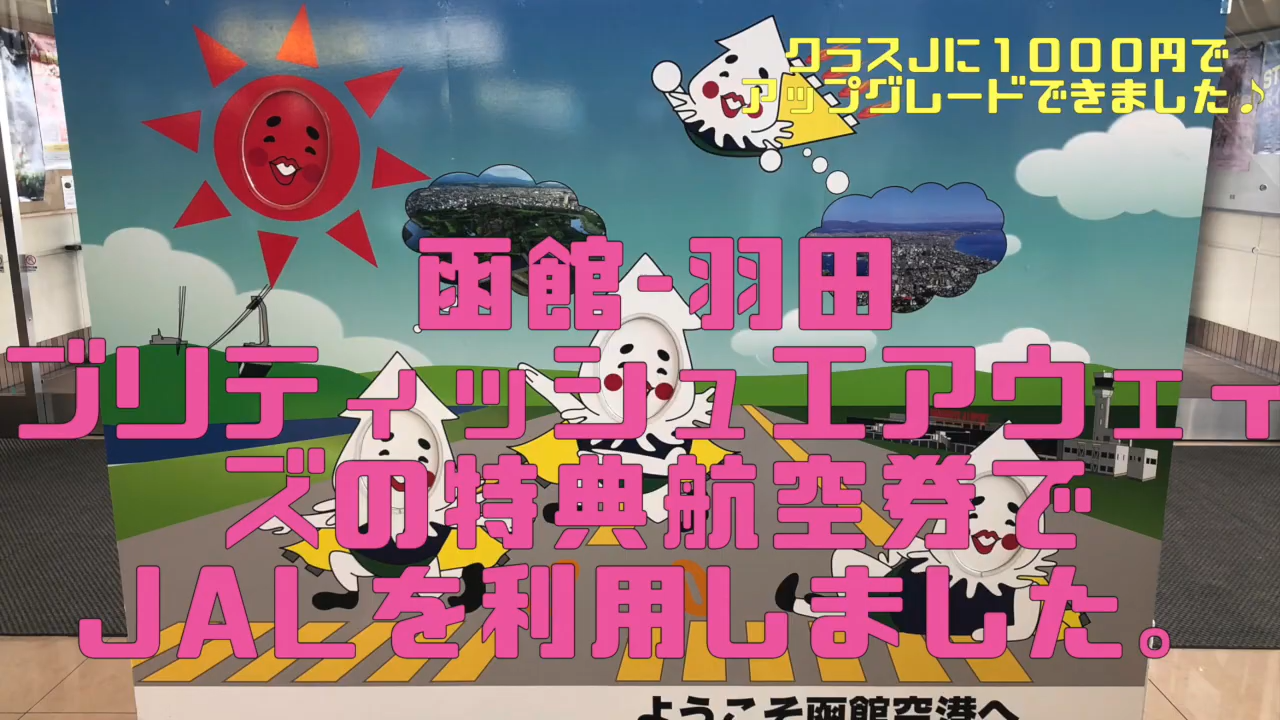 クラスJに１０００円で
アップグレードできました♪
函館-羽田
ブリティッシュエアウェイ
ズの特典航空券で
JALを利用しました。
ようこそ函館空港へ